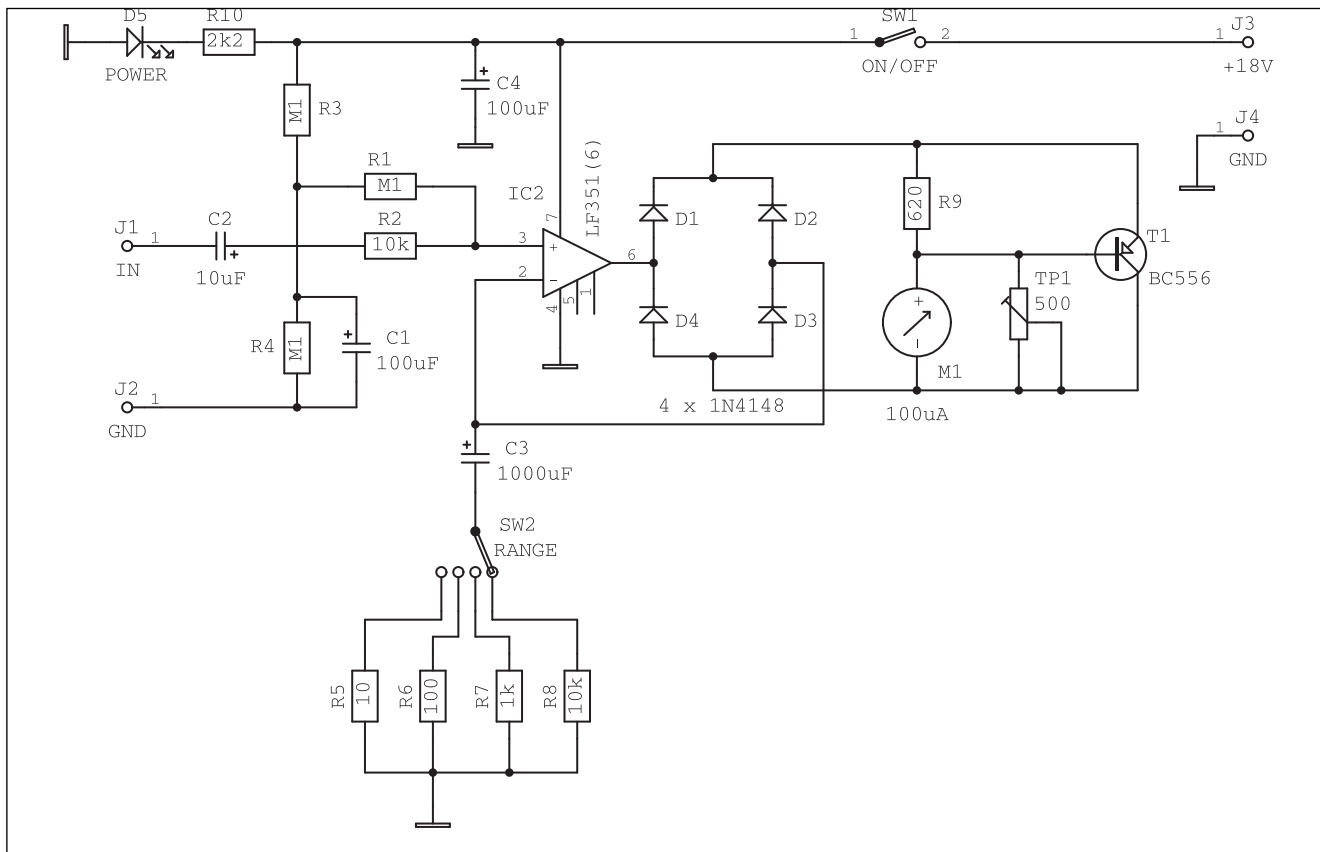 D5
R10
2k2
POWER
SW1
1
2
ON/OFF
J3
1
+18V
C4
+
100uF
M1
R3
J4
1
GND
R1
M1
IC2
LF351(6)
7
R9
620
D1
D2
J1
1
IN
C2
+
10uF
R2
10k
3
+
2
-
6
4
5
1
T1
BC556
TP1
500
+
-
M1
100uA
D4
D3
4 x 1N4148
R4
M1
+
C1
100uF
J2
1
GND
+
C3
1000uF
SW2
RANGE
R5
10
R6
100
R7
1k
R8
10k